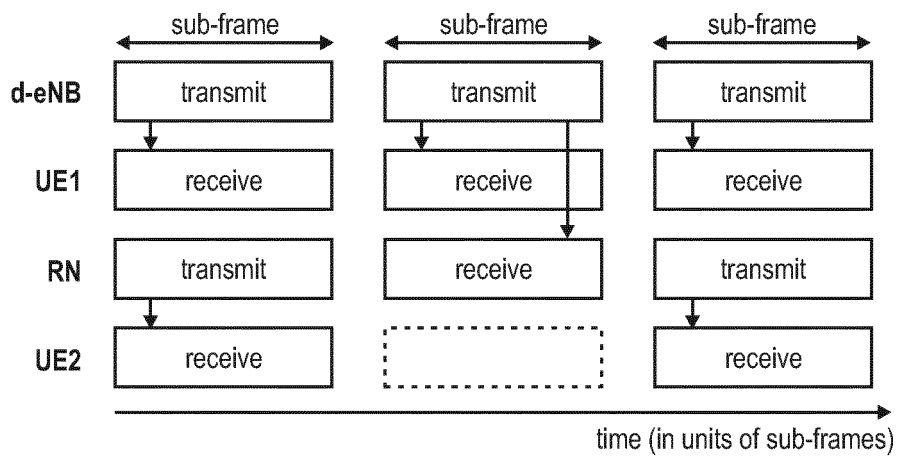 sub-frame sub-frame sub-frame
d-eNB transmit transmit transmit
UE1 receive receive receive
RN transmit receive transmit
UE2 receive receive
time (in units of sub-frames)